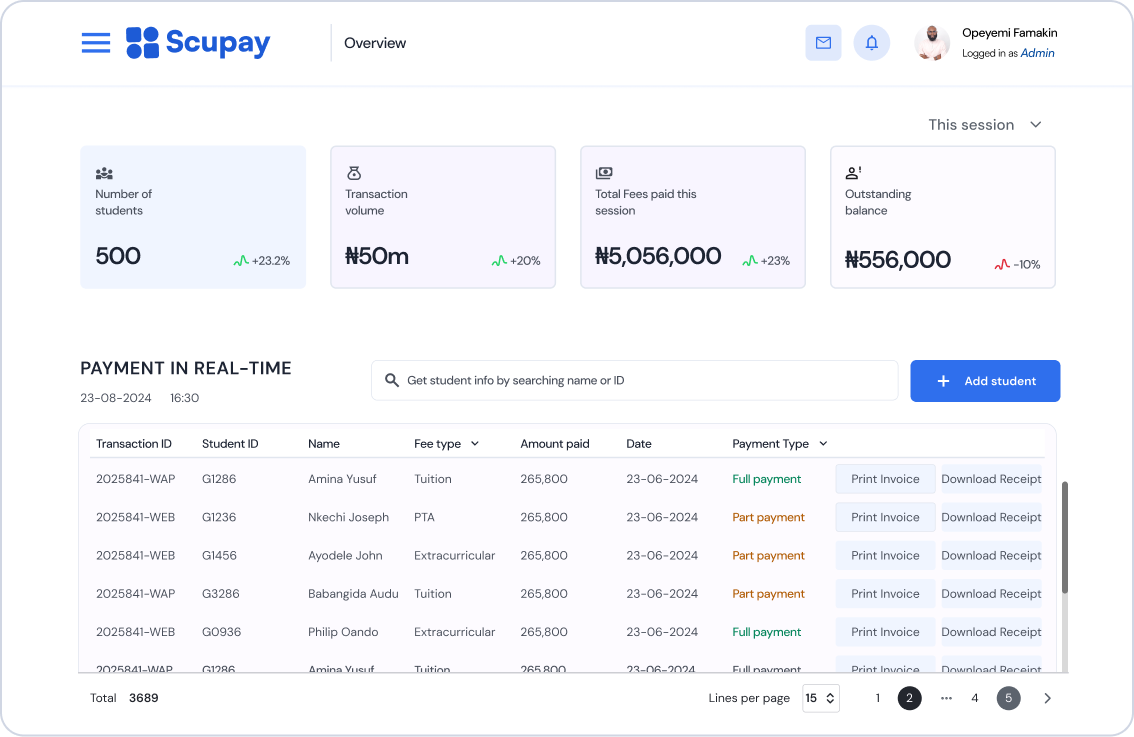 Scupay
Overview
Opeyemi Famakin
Logged in as Admin
This session
Number of
students
500
+23.2%
Transaction
volume
₦50m
+20%
Total Fees paid this
session
₦5,056,000
+23%
Outstanding
balance
₦556,000
-10%
PAYMENT IN REAL-TIME
23-08-2024 16:30
Get student info by searching name or ID
+ Add student
Transaction ID Student ID Name Fee type Amount paid Date Payment Type
2025841-WAP G1286 Amina Yusuf Tuition 265,800 23-06-2024 Full payment Print Invoice Download Receipt
2025841-WEB G1236 Nkechi Joseph PTA 265,800 23-06-2024 Part payment Print Invoice Download Receipt
2025841-WEB G1456 Ayodele John Extracurricular 265,800 23-06-2024 Part payment Print Invoice Download Receipt
2025841-WAP G3286 Babangida Audu Tuition 265,800 23-06-2024 Part payment Print Invoice Download Receipt
2025841-WEB G0936 Philip Oando Extracurricular 265,800 23-06-2024 Full payment Print Invoice Download Receipt
2025841-WAP G1286 Amina Yusuf Tuition 265,800 23-06-2024 Full payment Print Invoice Download Receipt
Total 3689
Lines per page 15 1 2 ··· 4 5